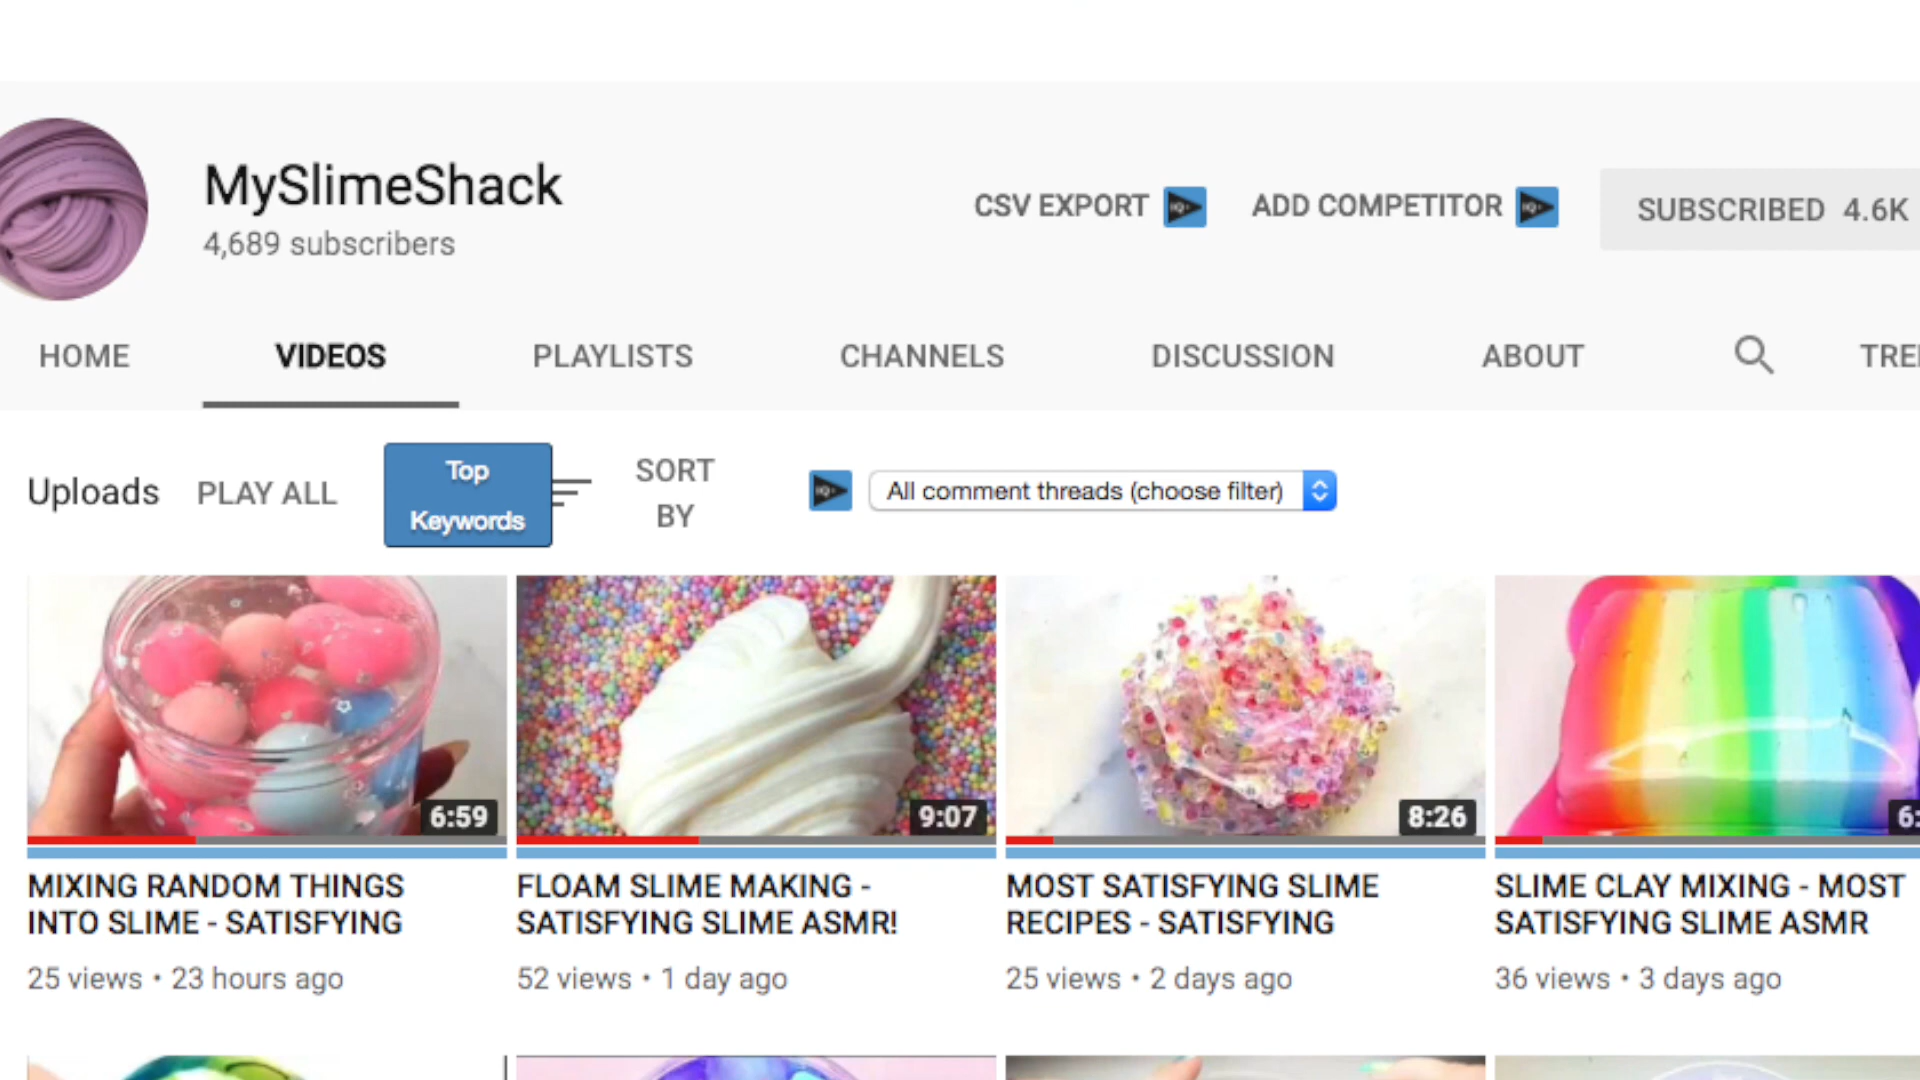 MySlimeShack
4,689 subscribers
CSV EXPORT
ADD COMPETITOR
SUBSCRIBED 4.6K
HOME
VIDEOS
PLAYLISTS
CHANNELS
DISCUSSION
ABOUT
TRE
Uploads
PLAY ALL
Top
Keywords
SORT
BY
All comment threads (choose filter)
6:59
9:07
8:26
6:
MIXING RANDOM THINGS
INTO SLIME - SATISFYING
25 views • 23 hours ago
FLOAM SLIME MAKING -
SATISFYING SLIME ASMR!
52 views • 1 day ago
MOST SATISFYING SLIME
RECIPES - SATISFYING
25 views • 2 days ago
SLIME CLAY MIXING - MOST
SATISFYING SLIME ASMR
36 views • 3 days ago